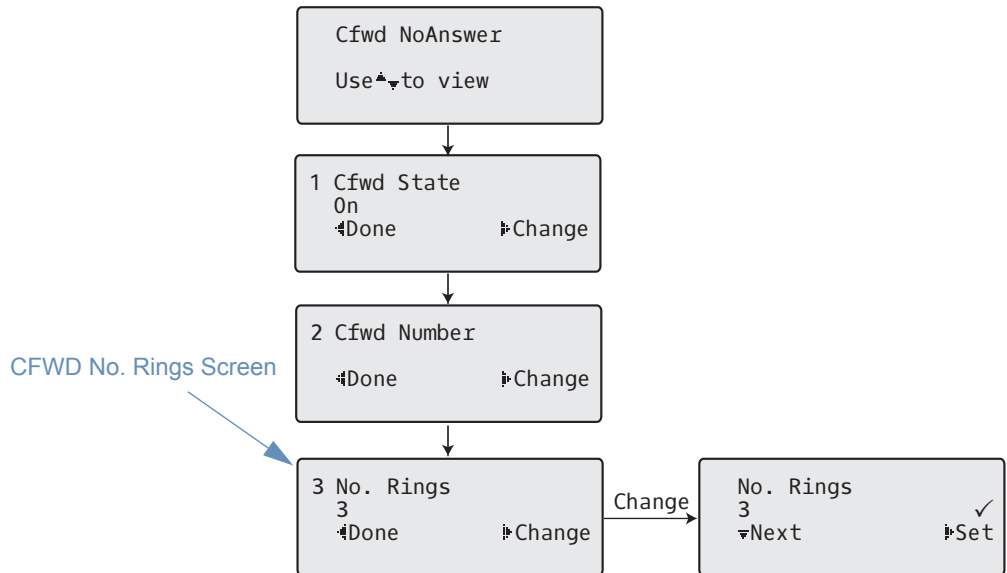 Cfwd NoAnswer
Use▲▼to view
1 Cfwd State
On
◀Done ▶Change
2 Cfwd Number
◀Done ▶Change
CFWD No. Rings Screen
3 No. Rings
3
◀Done ▶Change
Change
No. Rings
3 ✓
▼Next ▶Set